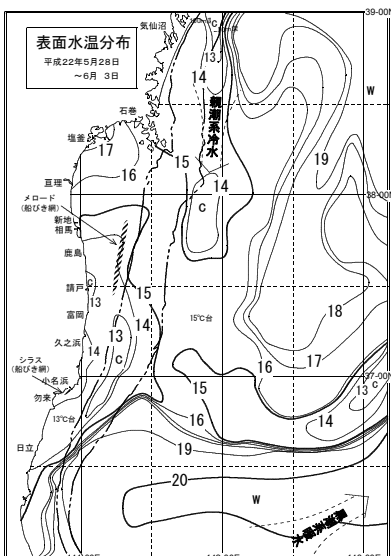 表面水温分布
平成22年5月28日
～6月 3日
気仙沼
C
39-00N
13
14
W
親潮系冷水
石巻
塩釜
17
16
15
19
14
亘理
38-00N
メロード
(船びき網)
新地
相馬
C
鹿島
15
請戸
C
13
14
18
富岡
13
15℃台
久之浜
14
C
17
16
シラス
(船びき網)
小名浜
15
37-00N
C
13
勿来
14
13℃台
16
日立
19
20
W